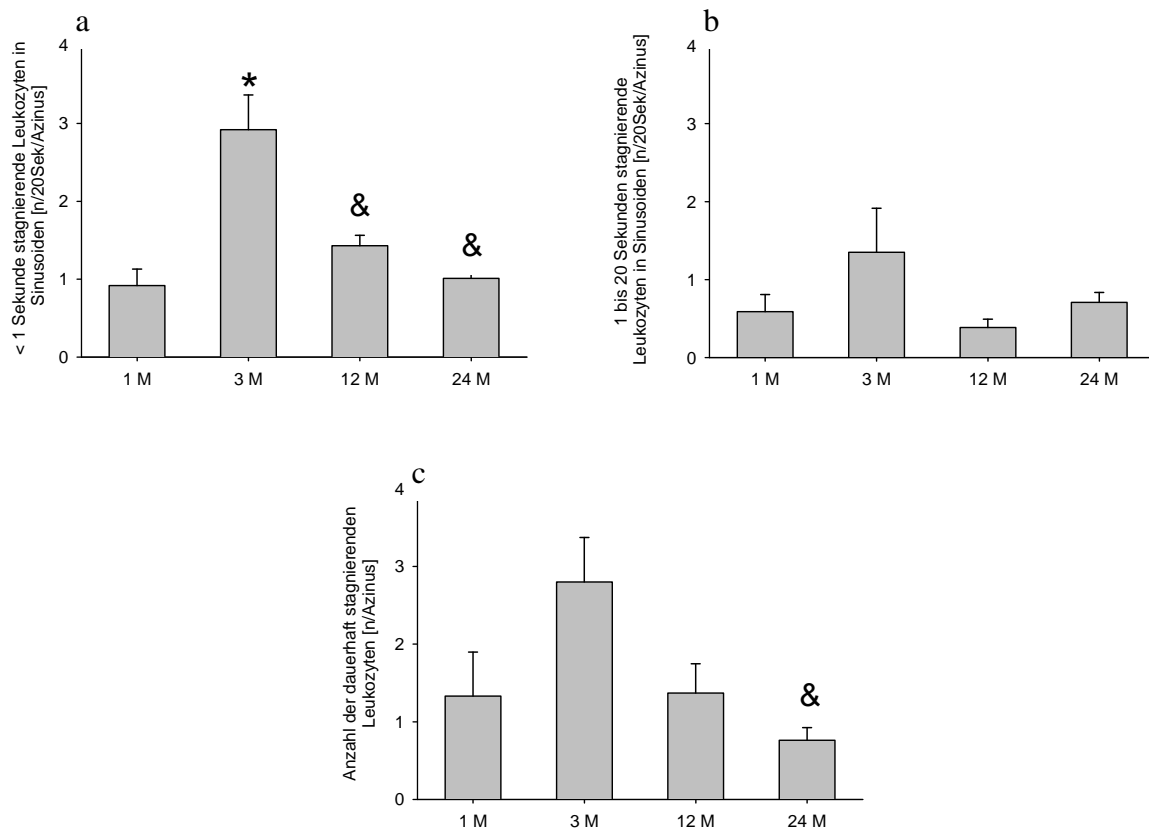 a
< 1 Sekunde stagnierende Leukozyten in
Sinusoiden [n/20Sek/Azinus]
4
3
2
1
0
*
&
&
1 M 3 M 12 M 24 M
b
1 bis 20 Sekunden stagnierende
Leukozyten in Sinusoiden [n/20Sek/Azinus]
4
3
2
1
0
1 M 3 M 12 M 24 M
c
Anzahl der dauerhaft stagnierenden
Leukozyten [n/Azinus]
4
3
2
1
0
&
1 M 3 M 12 M 24 M